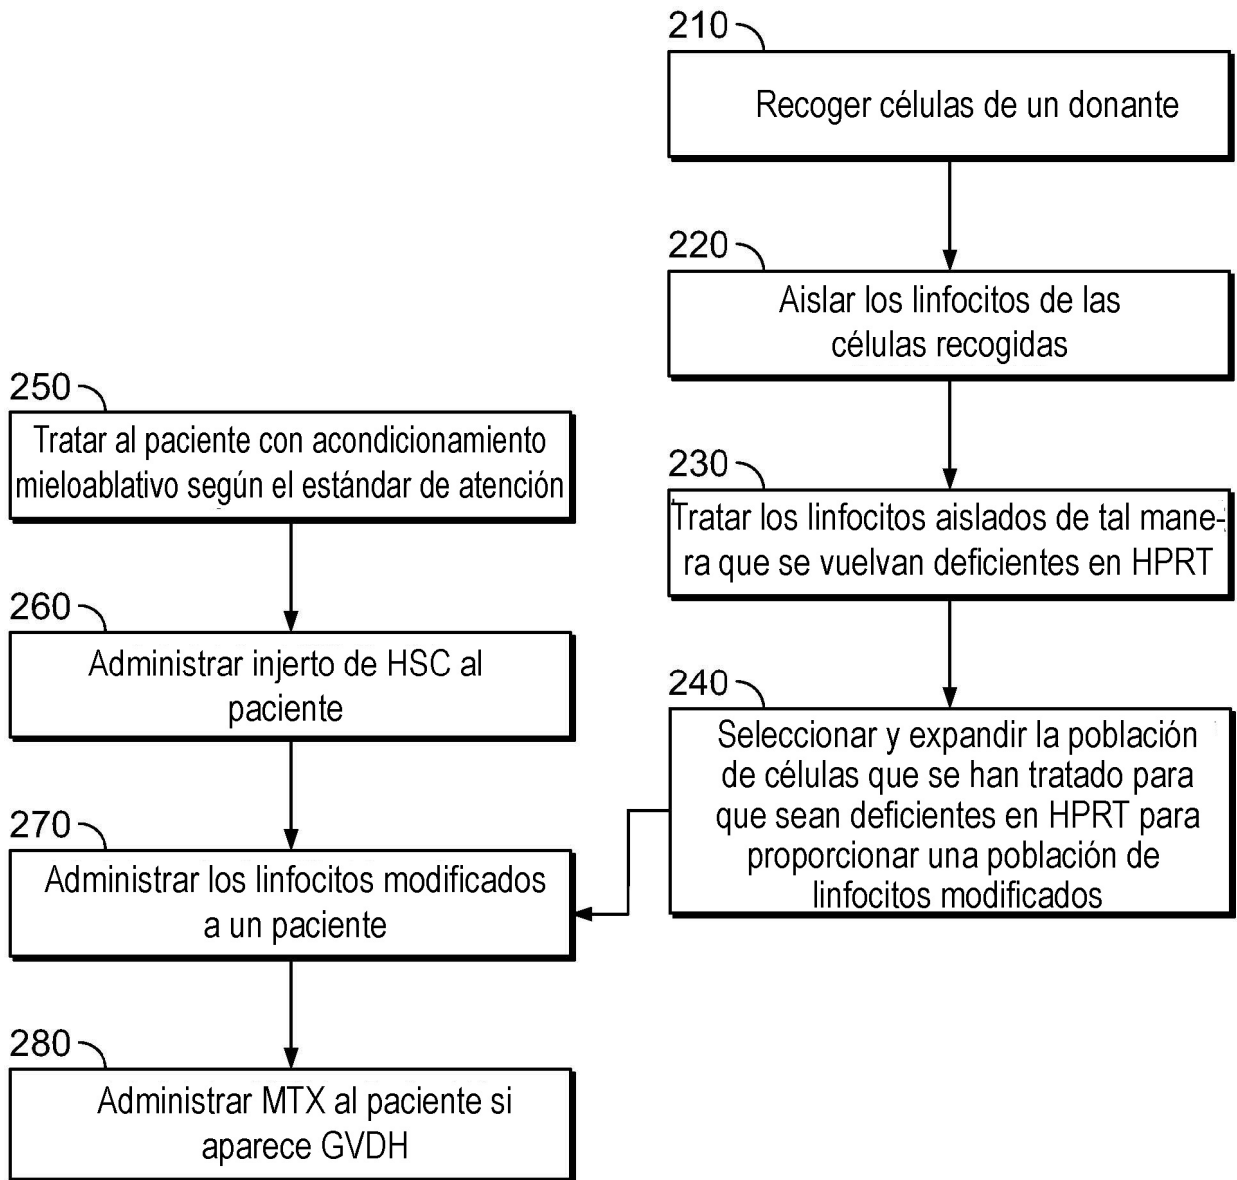 210
Recoger células de un donante
220
Aislar los linfocitos de las
células recogidas
230
Tratar los linfocitos aislados de tal mane-
ra que se vuelvan deficientes en HPRT
240
Seleccionar y expandir la población
de células que se han tratado para
que sean deficientes en HPRT para
proporcionar una población de
linfocitos modificados
250
Tratar al paciente con acondicionamiento
mieloablativo según el estándar de atención
260
Administrar injerto de HSC al
paciente
270
Administrar los linfocitos modificados
a un paciente
280
Administrar MTX al paciente si
aparece GVDH